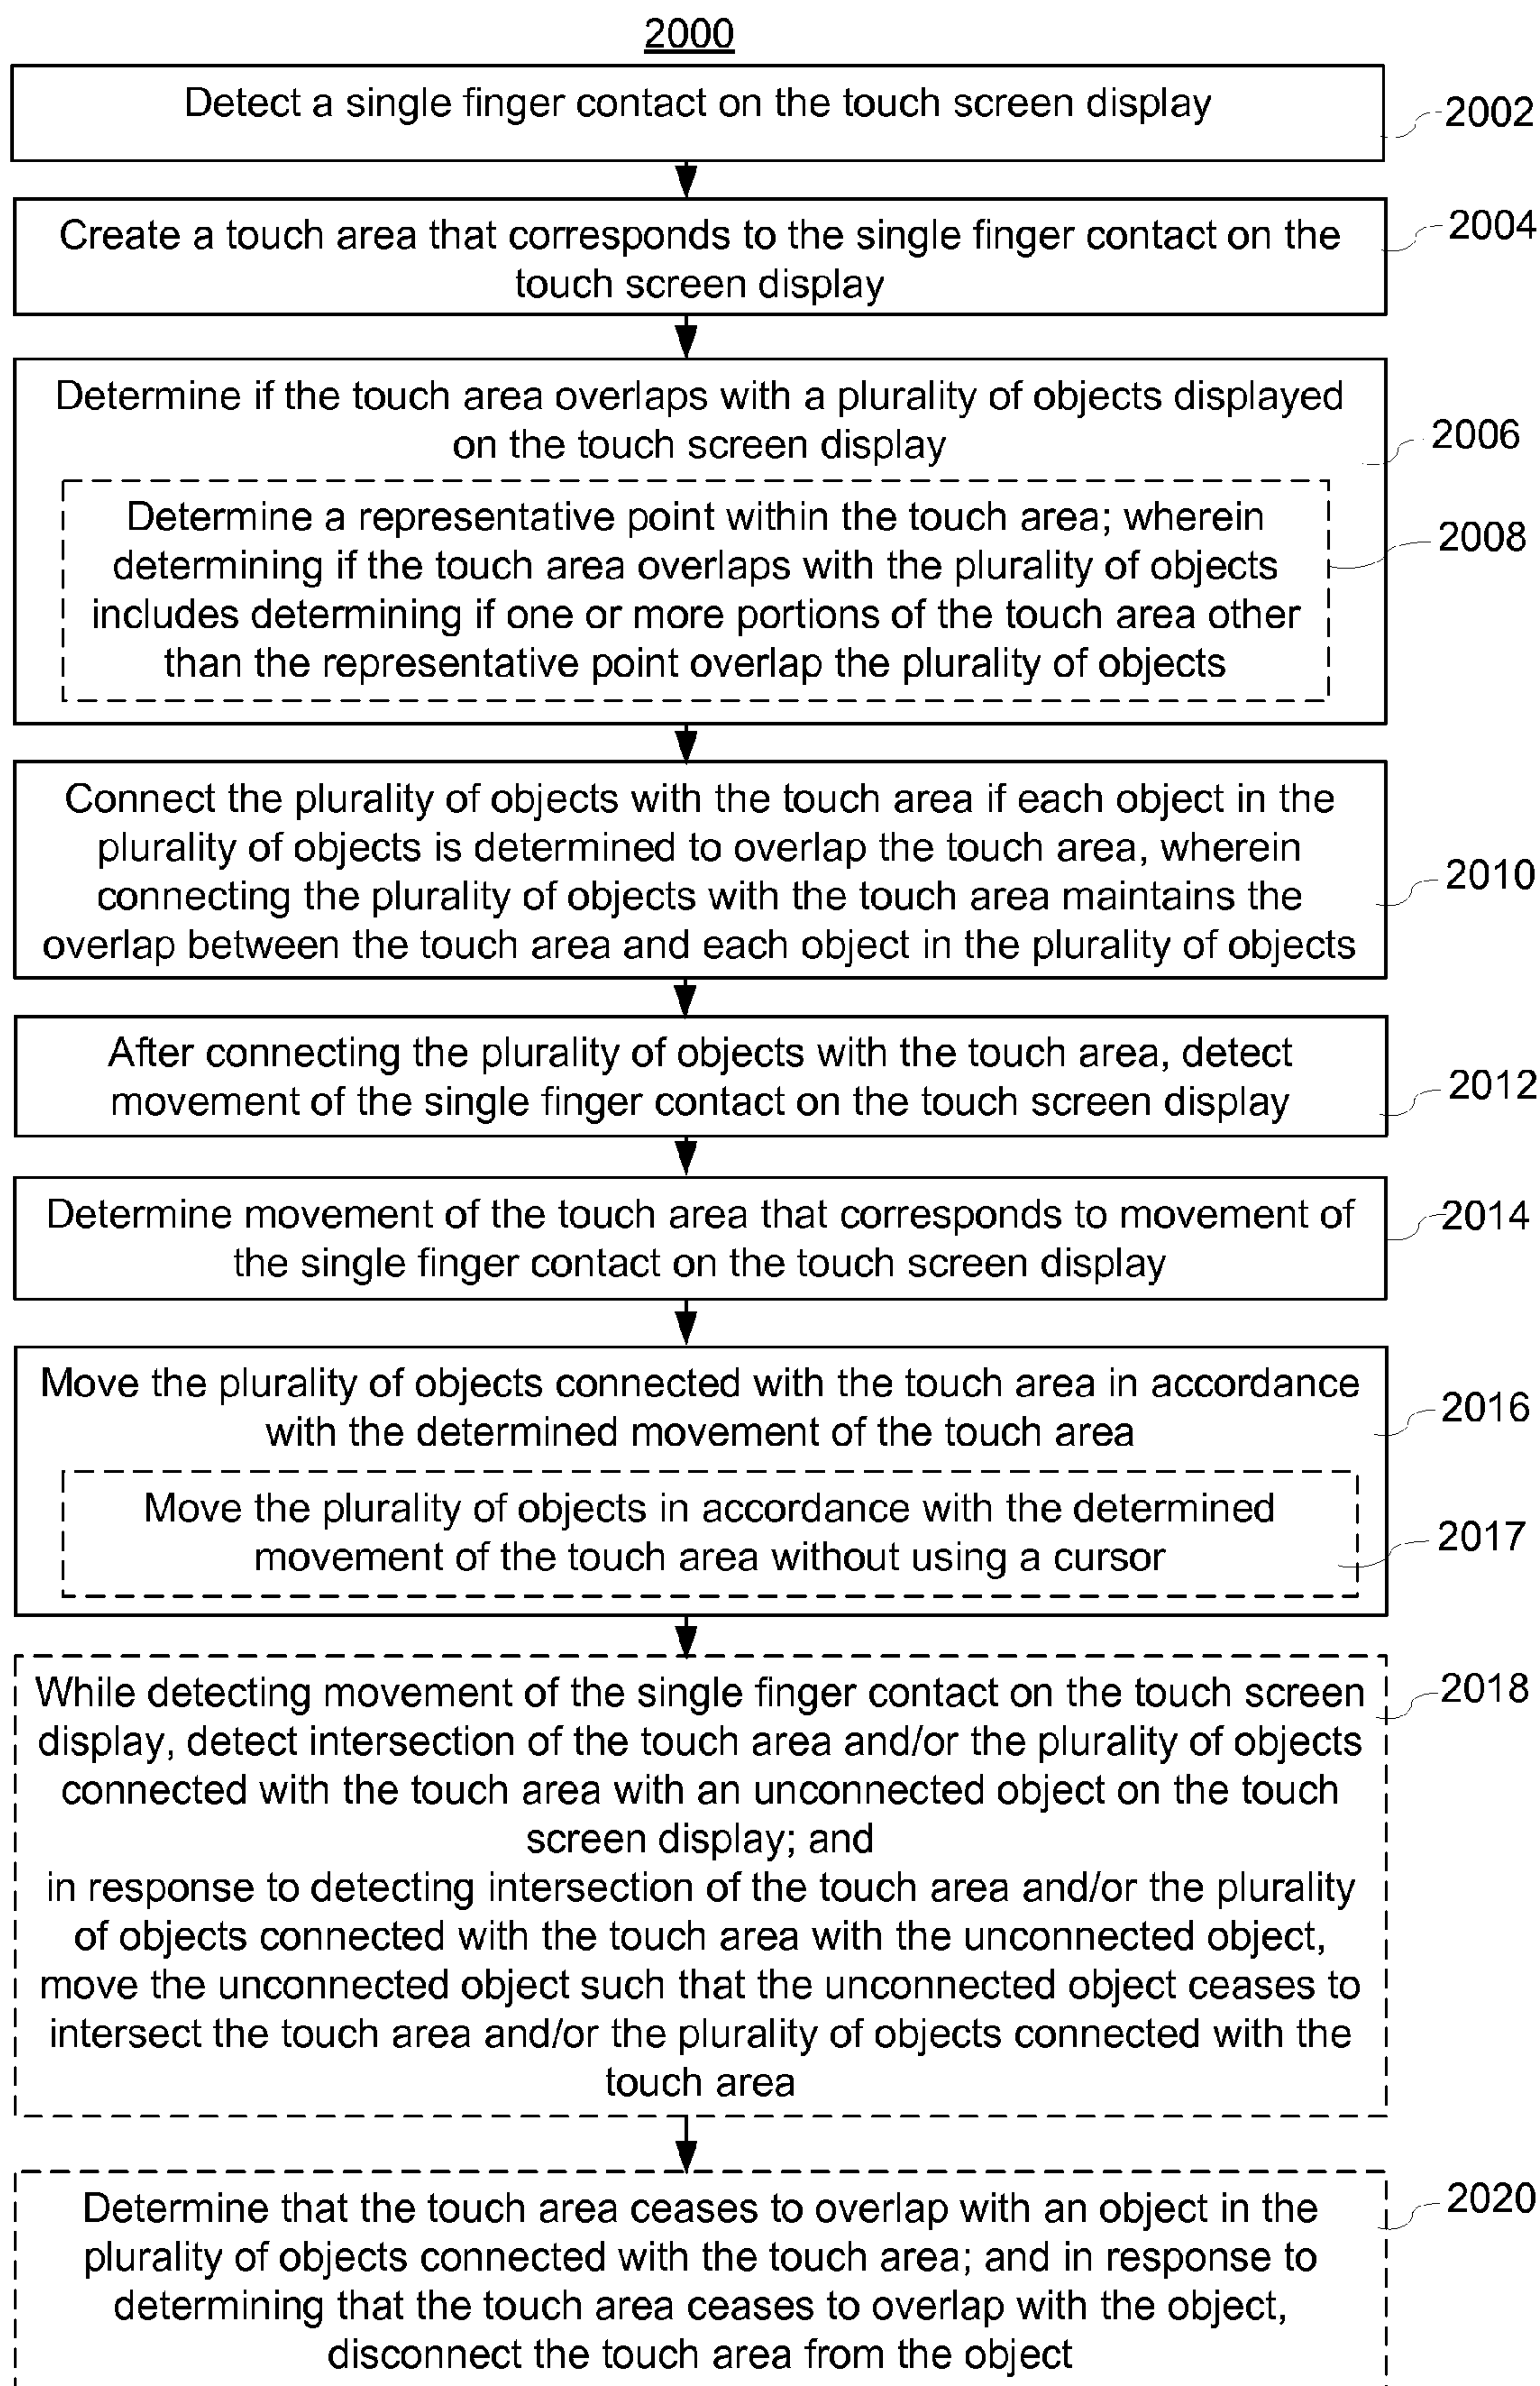 2000
Detect a single finger contact on the touch screen display
2002
Create a touch area that corresponds to the single finger contact on the
touch screen display
2004
Determine if the touch area overlaps with a plurality of objects displayed
on the touch screen display
2006
Determine a representative point within the touch area; wherein
determining if the touch area overlaps with the plurality of objects
includes determining if one or more portions of the touch area other
than the representative point overlap the plurality of objects
2008
Connect the plurality of objects with the touch area if each object in the
plurality of objects is determined to overlap the touch area, wherein
connecting the plurality of objects with the touch area maintains the
overlap between the touch area and each object in the plurality of objects
2010
After connecting the plurality of objects with the touch area, detect
movement of the single finger contact on the touch screen display
2012
Determine movement of the touch area that corresponds to movement of
the single finger contact on the touch screen display
2014
Move the plurality of objects connected with the touch area in accordance
with the determined movement of the touch area
2016
Move the plurality of objects in accordance with the determined
movement of the touch area without using a cursor
2017
While detecting movement of the single finger contact on the touch screen
display, detect intersection of the touch area and/or the plurality of objects
connected with the touch area with an unconnected object on the touch
screen display; and
in response to detecting intersection of the touch area and/or the plurality
of objects connected with the touch area with the unconnected object,
move the unconnected object such that the unconnected object ceases to
intersect the touch area and/or the plurality of objects connected with the
touch area
2018
Determine that the touch area ceases to overlap with an object in the
plurality of objects connected with the touch area; and in response to
determining that the touch area ceases to overlap with the object,
disconnect the touch area from the object
2020